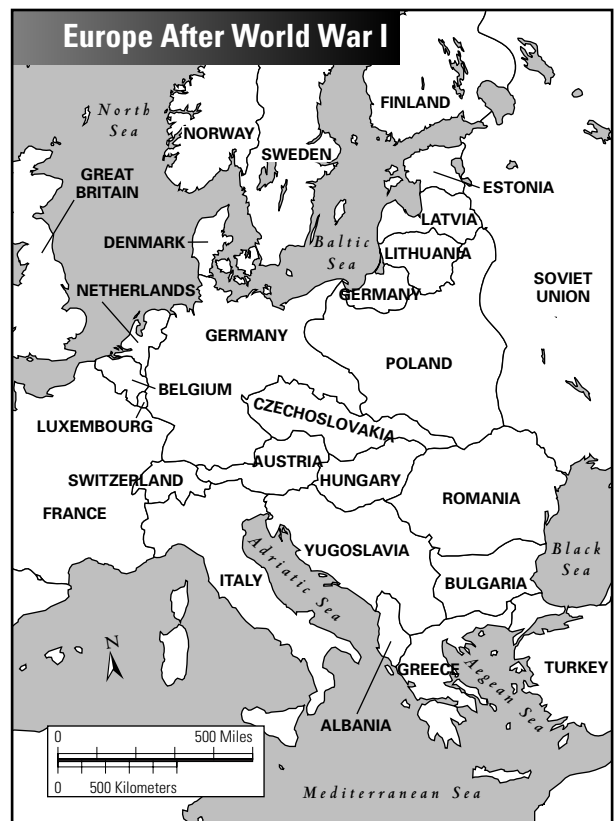 Europe After World War I
North
Sea
FINLAND
NORWAY
SWEDEN
GREAT
BRITAIN
ESTONIA
LATVIA
DENMARK
Baltic
Sea
LITHUANIA
SOVIET
UNION
NETHERLANDS
GERMANY
GERMANY
POLAND
BELGIUM
CZECHOSLOVAKIA
LUXEMBOURG
AUSTRIA
SWITZERLAND
HUNGARY
ROMANIA
FRANCE
YUGOSLAVIA
Black
Sea
Adriatic Sea
ITALY
BULGARIA
N
GREECE
Aegean Sea
TURKEY
ALBANIA
0 500 Miles
0 500 Kilometers
Mediterranean Sea